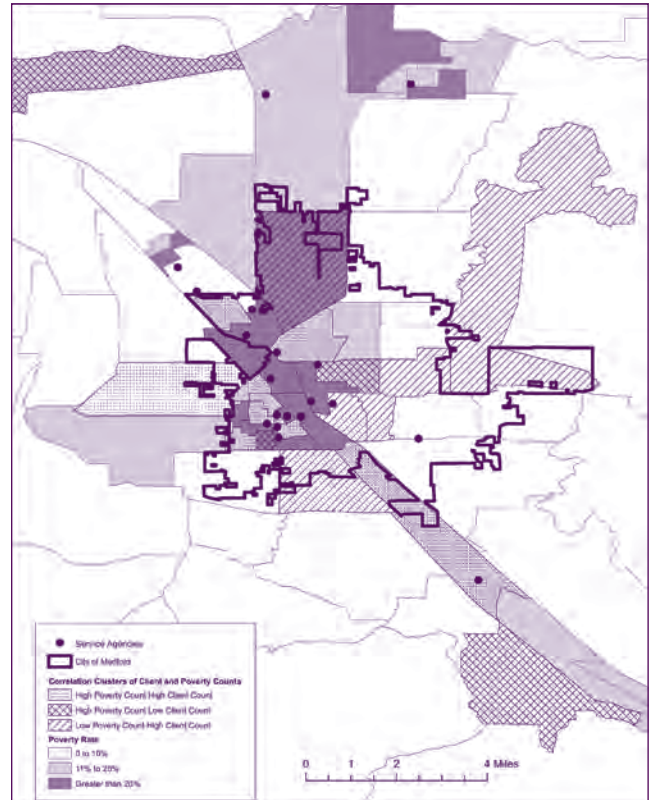 Service Agencies
City of Medford
Correlation Clusters of Client and Poverty Counts
High Poverty Count High Client Count
High Poverty Count Low Client Count
Low Poverty Count High Client Count
Poverty Rate
0 to 10%
11% to 20%
Greater than 20%
0 2 4 Miles